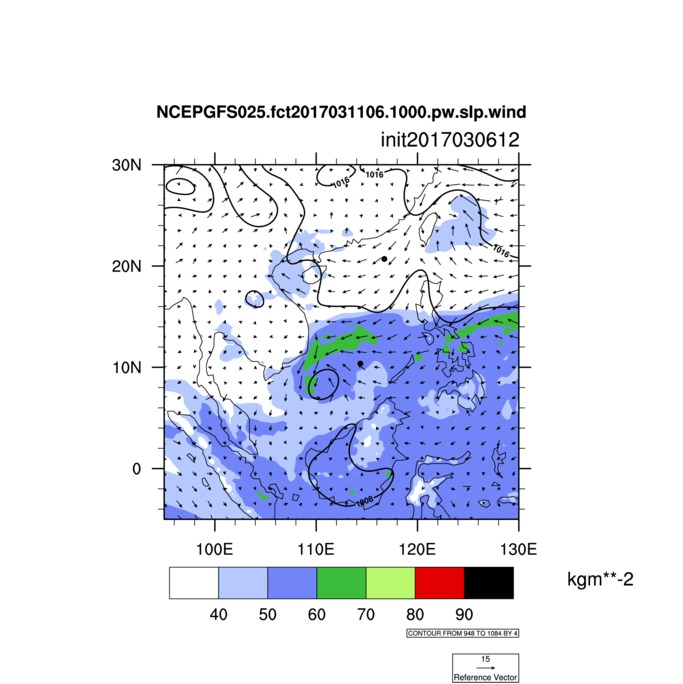 NCEPGFS025.fct2017031106.1000.pw.slp.wind
init2017030612
30N
20N
10N
0
1016
1016
1016
1008
100E 110E 120E 130E
kgm**-2
40 50 60 70 80 90
CONTOUR FROM 948 TO 1084 BY 4
15
Reference Vector